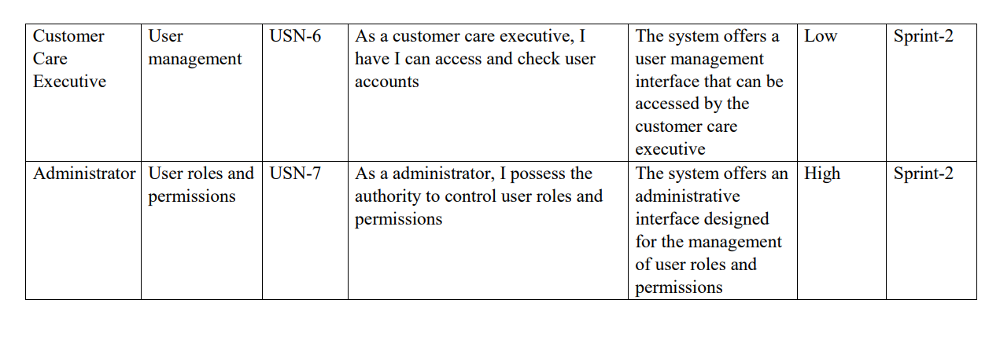 Customer
Care
Executive
User
management
USN-6
As a customer care executive, I
have I can access and check user
accounts
The system offers a
user management
interface that can be
accessed by the
customer care
executive
Low
Sprint-2
Administrator
User roles and
permissions
USN-7
As a administrator, I possess the
authority to control user roles and
permissions
The system offers an
administrative
interface designed
for the management
of user roles and
permissions
High
Sprint-2